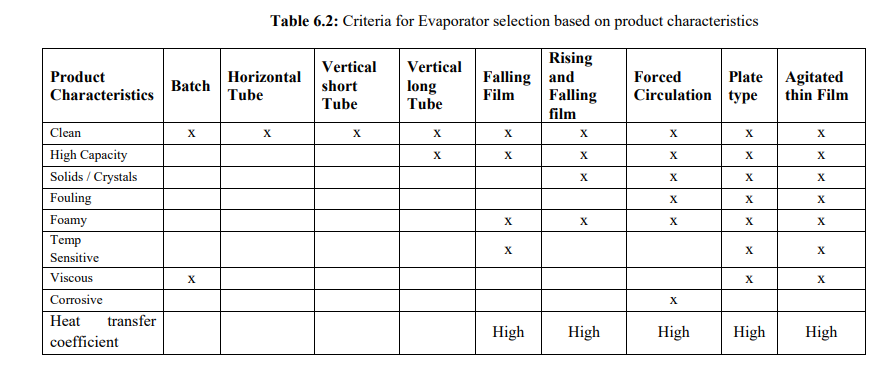 Table 6.2: Criteria for Evaporator selection based on product characteristics
Product Characteristics | Batch | Horizontal Tube | Vertical short Tube | Vertical long Tube | Falling Film | Rising and Falling film | Forced Circulation | Plate type | Agitated thin Film
Clean | x | x | x | x | x | x | x | x | x
High Capacity | | | | x | x | x | x | x | x
Solids / Crystals | | | | | | x | x | x | x
Fouling | | | | | | | x | x | x
Foamy | | | | | x | x | x | x | x
Temp Sensitive | | | | | x | | | x | x
Viscous | x | | | | | | | x | x
Corrosive | | | | | | | x | |
Heat transfer coefficient | | | | | High | High | High | High | High